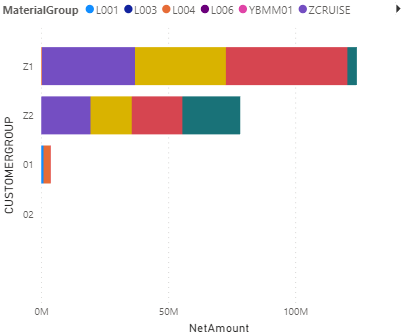 MaterialGroup L001 L003 L004 L006 YBMM01 ZCRUISE
Z1
Z2
01
02
CUSTOMERGROUP
0M 50M 100M
NetAmount